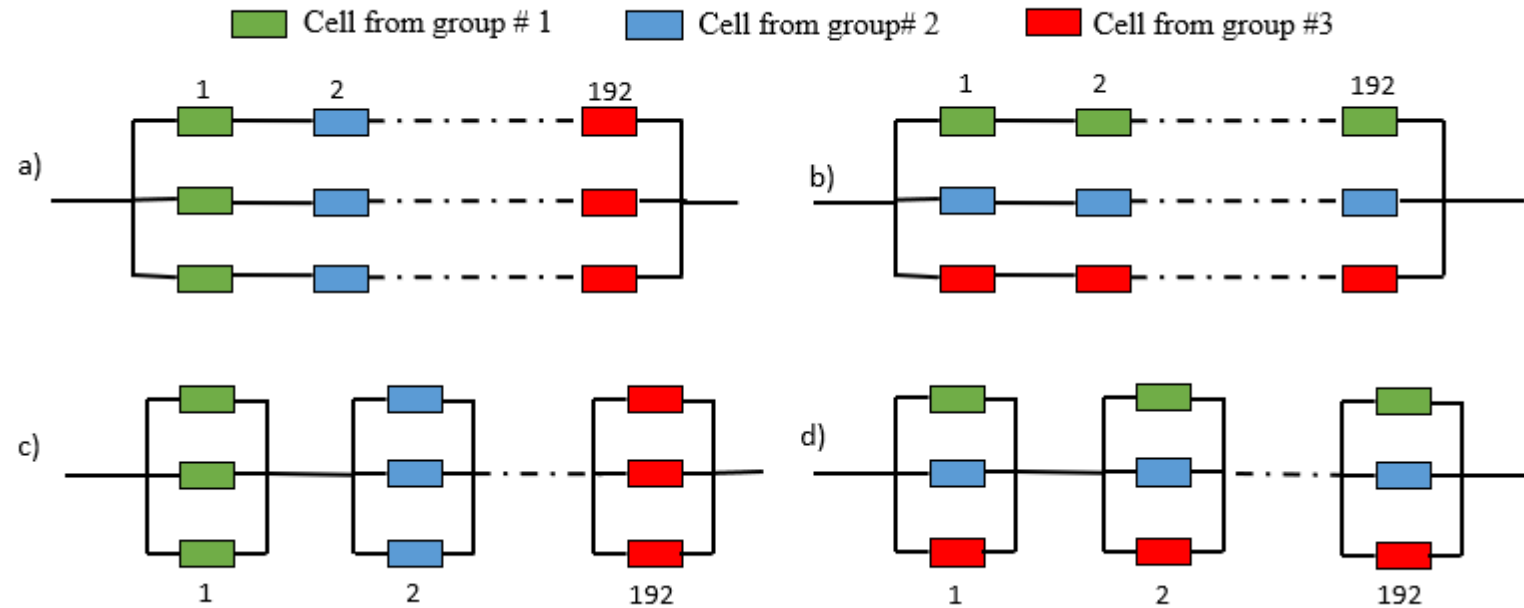 Cell from group # 1 Cell from group# 2 Cell from group #3
1 2 192
a)
1 2 192
b)
c)
1 2 192
d)
1 2 192